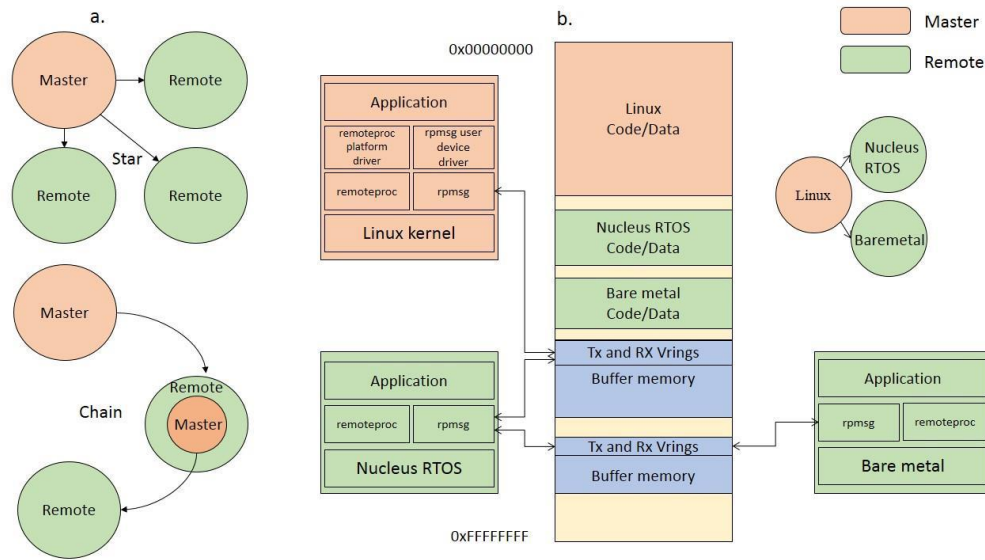 a.
Master
Remote
Star
Remote
Remote
Master
Remote
Chain
Master
Remote
b.
0x00000000
Application
remoteproc
platform
driver
rpmsg user
device
driver
remoteproc
rpmsg
Linux kernel
Linux
Code/Data
Nucleus RTOS
Code/Data
Bare metal
Code/Data
Tx and RX Vrings
Buffer memory
Tx and Rx Vrings
Buffer memory
0xFFFFFFFF
Application
remoteproc
rpmsg
Nucleus RTOS
Master
Remote
Linux
Nucleus
RTOS
Baremetal
Application
rpmsg
remoteproc
Bare metal